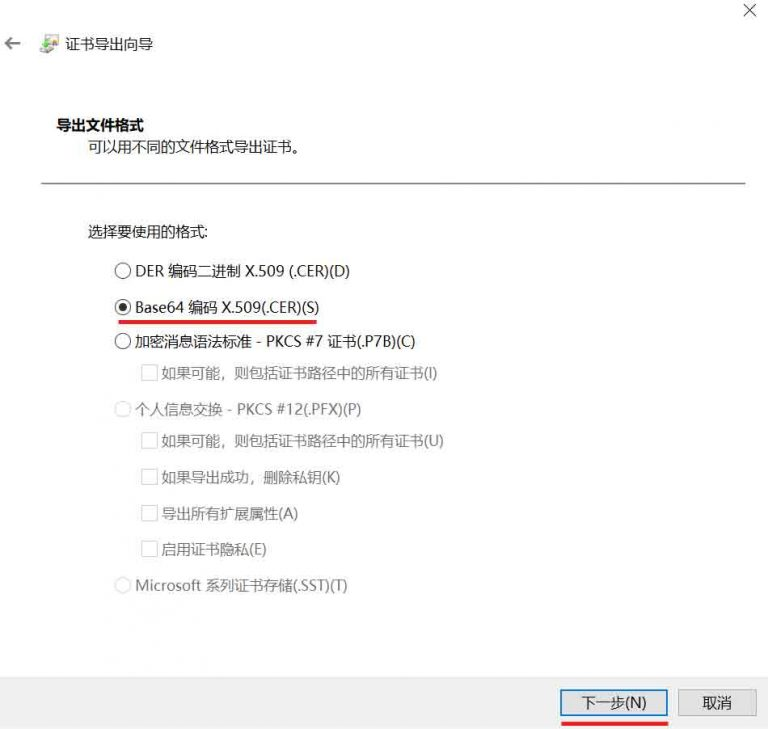 证书导出向导
导出文件格式
可以用不同的文件格式导出证书。
选择要使用的格式:
DER 编码二进制 X.509 (.CER)(D)
Base64 编码 X.509(.CER)(S)
加密消息语法标准 - PKCS #7 证书(.P7B)(C)
如果可能，则包括证书路径中的所有证书(I)
个人信息交换 - PKCS #12(.PFX)(P)
如果可能，则包括证书路径中的所有证书(U)
如果导出成功，删除私钥(K)
导出所有扩展属性(A)
启用证书隐私(E)
Microsoft 系列证书存储(.SST)(T)
下一步(N)
取消